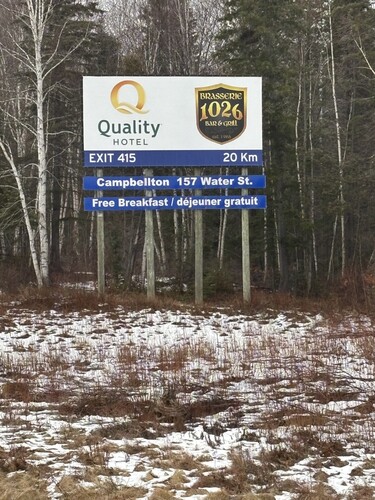 Quality
HOTEL
BRASSERIE
1026
BAR & GRILL
EXIT 415 20 Km
Campbellton 157 Water St.
Free Breakfast / déjeuner gratuit